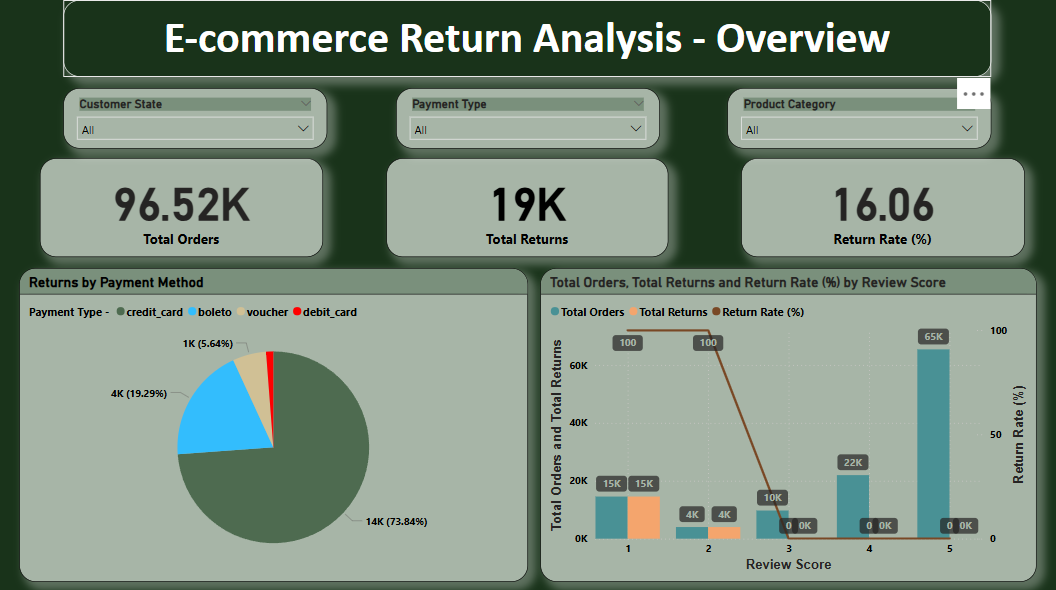 E-commerce Return Analysis - Overview
Customer State
Payment Type
Product Category
All
All
All
96.52K
19K
16.06
Total Orders
Total Returns
Return Rate (%)
Returns by Payment Method
Payment Type - credit_card boleto voucher debit_card
1K (5.64%)
4K (19.29%)
14K (73.84%)
Total Orders, Total Returns and Return Rate (%) by Review Score
Total Orders Total Returns Return Rate (%)
Total Orders and Total Returns
60K
40K
20K
0K
15K
15K
100
4K
4K
100
10K
0
0K
22K
0
0K
65K
0
0K
100
50
0
Return Rate (%)
1 2 3 4 5
Review Score